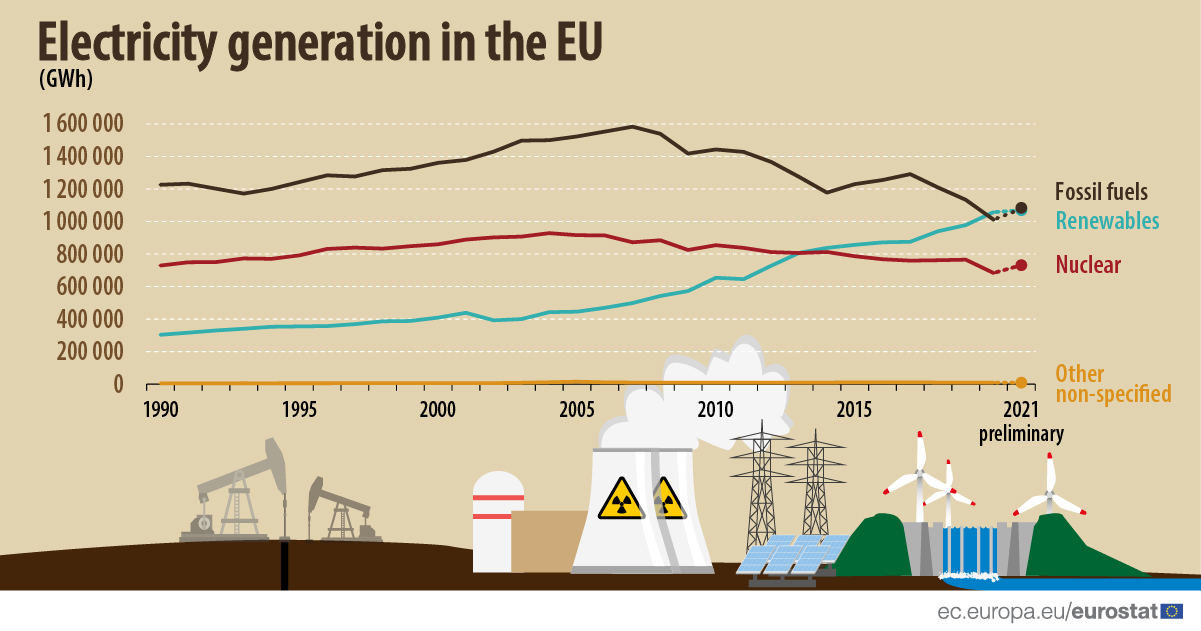 Electricity generation in the EU
(GWh)
1 600 000
1 400 000
1 200 000
1 000 000
800 000
600 000
400 000
200 000
0
1990 1995 2000 2005 2010 2015 2021
preliminary
Fossil fuels
Renewables
Nuclear
Other
non-specified
ec.europa.eu/eurostat